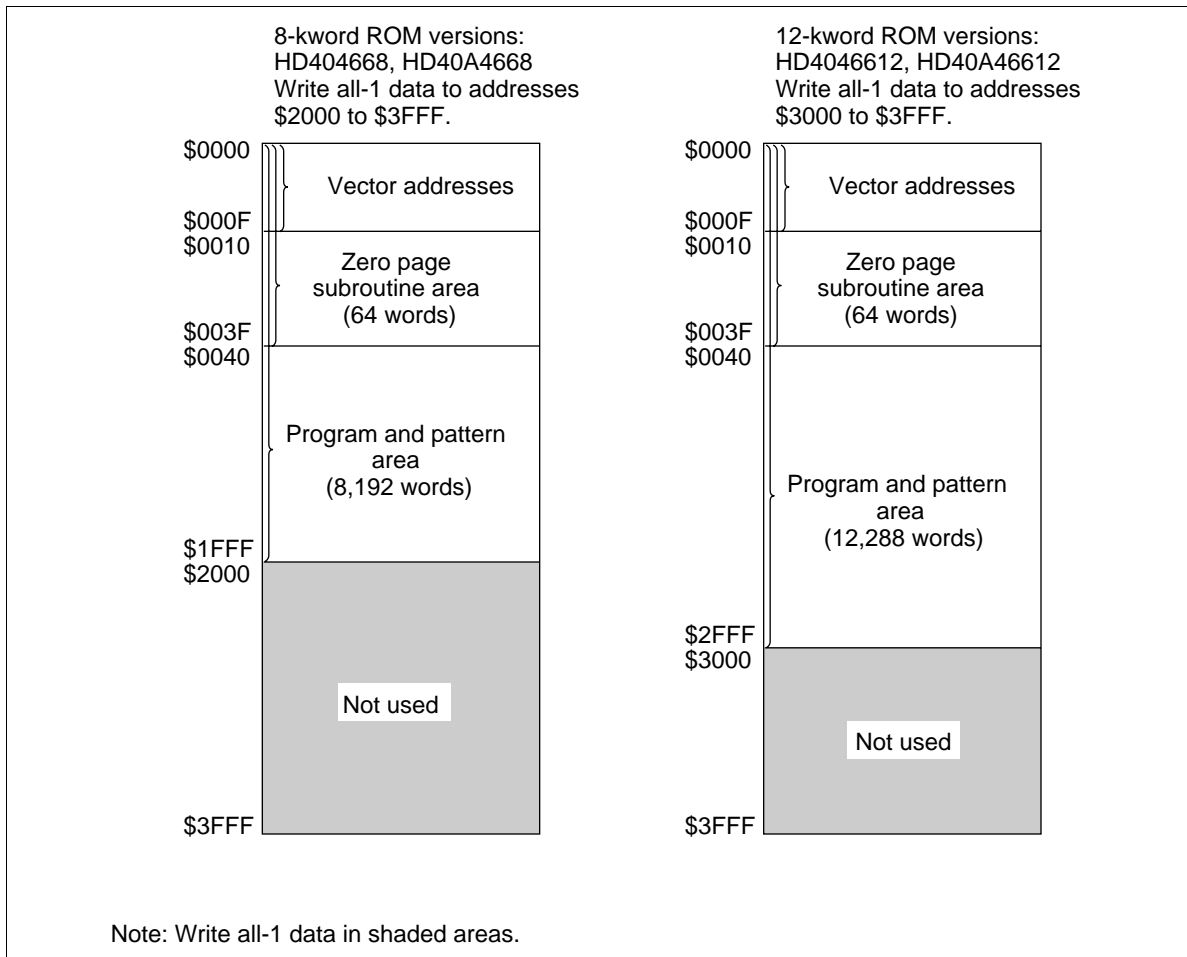 8-kword ROM versions:
HD404668, HD40A4668
Write all-1 data to addresses
$2000 to $3FFF.
$0000
Vector addresses
$000F
$0010
Zero page
subroutine area
(64 words)
$003F
$0040
Program and pattern
area
(8,192 words)
$1FFF
$2000
Not used
$3FFF
12-kword ROM versions:
HD4046612, HD40A46612
Write all-1 data to addresses
$3000 to $3FFF.
$0000
Vector addresses
$000F
$0010
Zero page
subroutine area
(64 words)
$003F
$0040
Program and pattern
area
(12,288 words)
$2FFF
$3000
Not used
$3FFF
Note: Write all-1 data in shaded areas.